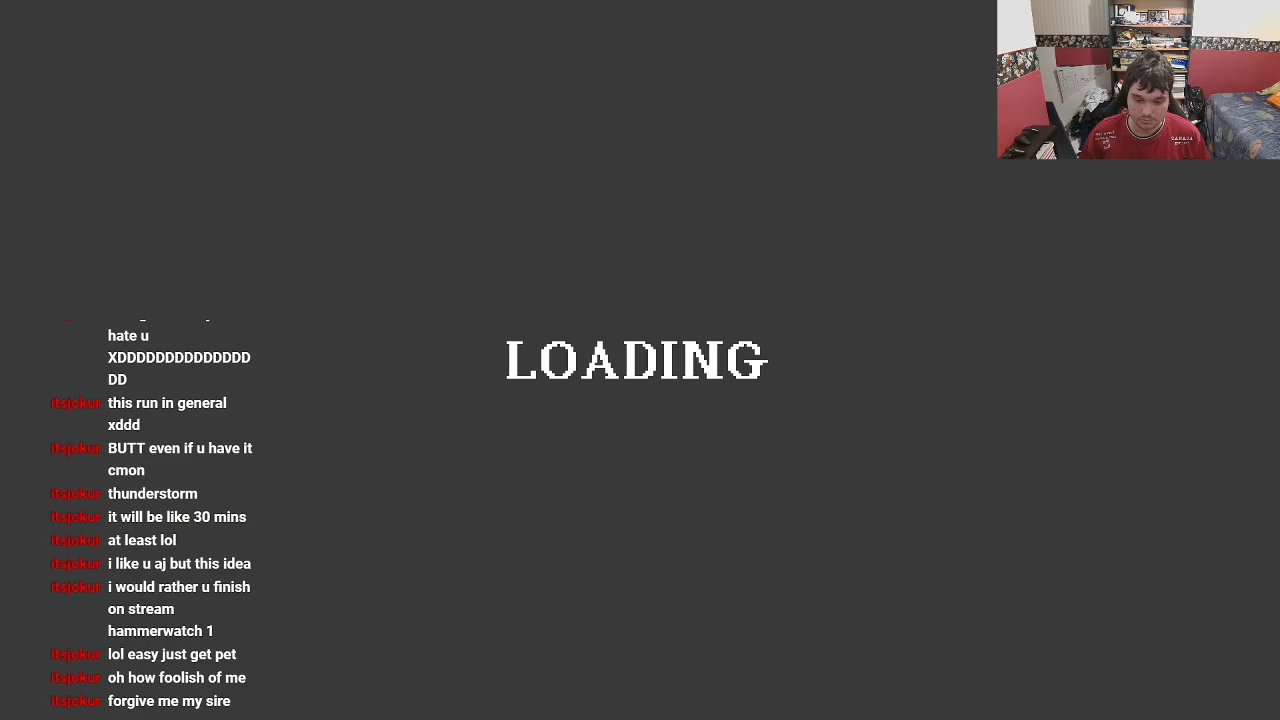 LOADING
hate u
XDDDDDDDDDDDDDD
DD
itsjokur this run in general
xddd
itsjokur BUTT even if u have it
cmon
itsjokur thunderstorm
itsjokur it will be like 30 mins
itsjokur at least lol
itsjokur i like u aj but this idea
itsjokur i would rather u finish
on stream
hammerwatch 1
itsjokur lol easy just get pet
itsjokur oh how foolish of me
itsjokur forgive me my sire
CANADA